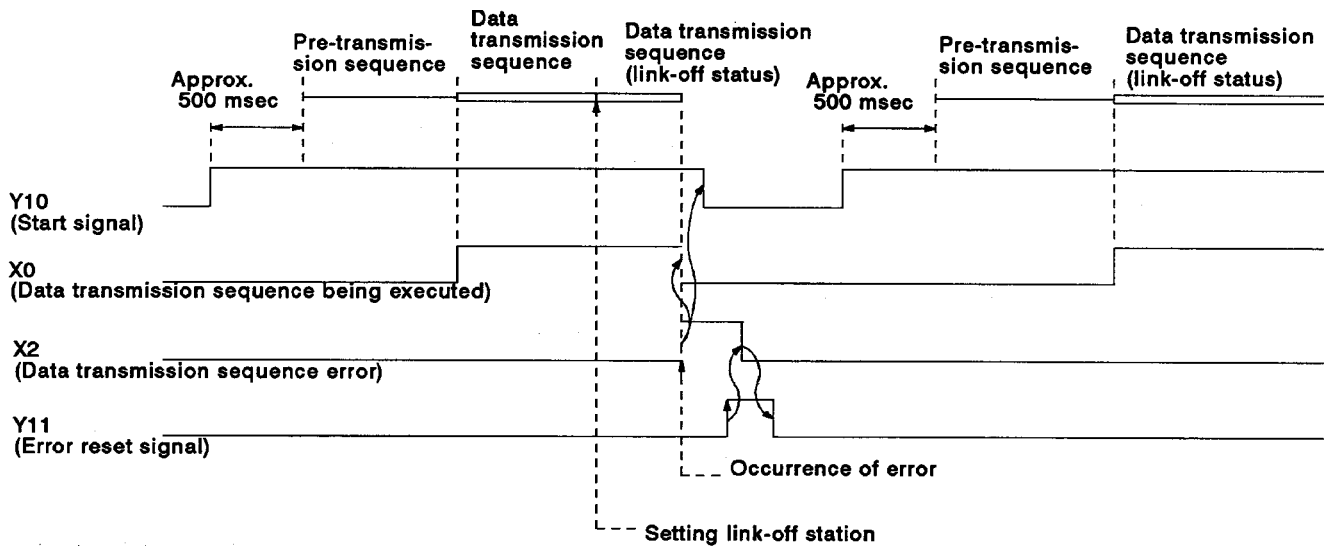 Data
transmission
sequence
Data transmission
sequence
(link-off status)
Pre-transmis-
sion sequence
Approx.
500 msec
Pre-transmis-
sion sequence
Data transmission
sequence
(link-off status)
Approx.
500 msec
Y10
(Start signal)
X0
(Data transmission sequence being executed)
X2
(Data transmission sequence error)
Y11
(Error reset signal)
Occurrence of error
Setting link-off station